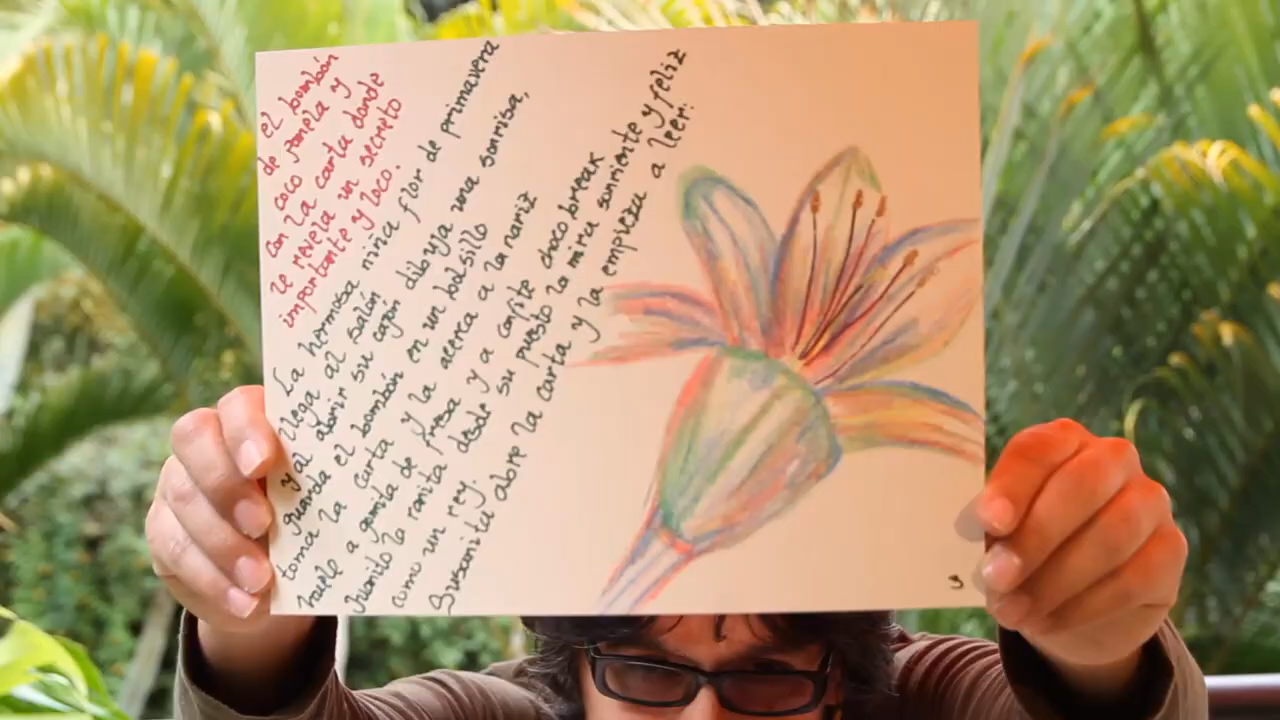 el bombón
de coco panela y
con la carta donde
se revela un secreto
importante y loco.
La hermosa niña flor de primavera
llega al salón
y al abrir su cajón dibuja una sonrisa,
guarda el bombón en un bolsillo
toma la carta y la acerca a la nariz
huele a gomita de fresa y a confite choco break
Juanito lo ranita desde su puesto la mira sonriente y feliz
como un rey.
Susanita abre la carta y la empieza a leer: